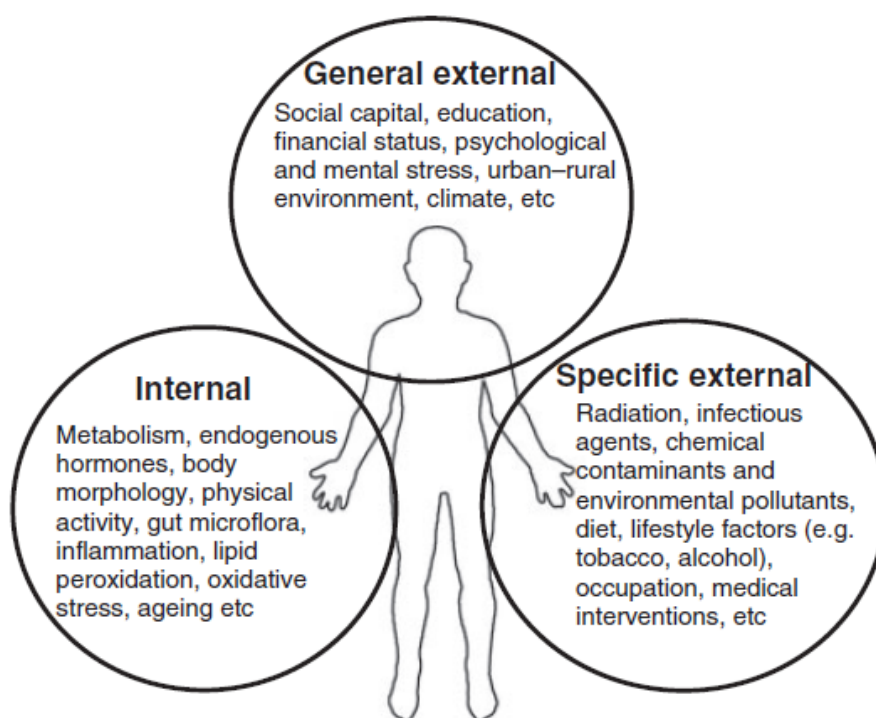 General external
Social capital, education,
financial status, psychological
and mental stress, urban–rural
environment, climate, etc
Internal
Metabolism, endogenous
hormones, body
morphology, physical
activity, gut microflora,
inflammation, lipid
peroxidation, oxidative
stress, ageing etc
Specific external
Radiation, infectious
agents, chemical
contaminants and
environmental pollutants,
diet, lifestyle factors (e.g.
tobacco, alcohol),
occupation, medical
interventions, etc